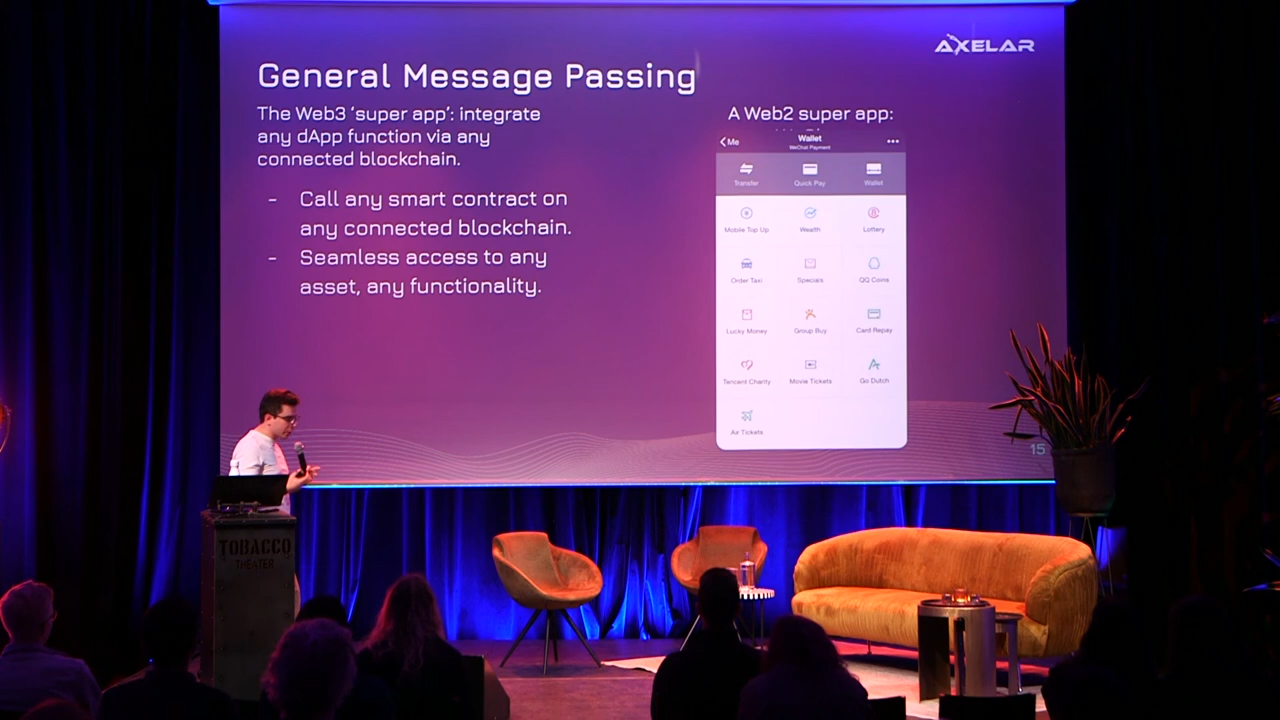 AXELAR
General Message Passing
The Web3 ‘super app’: integrate
any dApp function via any
connected blockchain.
- Call any smart contract on
any connected blockchain.
- Seamless access to any
asset, any functionality.
A Web2 super app:
Me
Wallet
WeChat Payment
Transfer
Quick Pay
Wallet
Mobile Top Up
Wealth
Lottery
Order Taxi
Specials
QQ Coins
Lucky Money
Group Buy
Card Repay
Tencent Charity
Movie Tickets
Go Dutch
Air Tickets
15
TOBACCO
THEATER